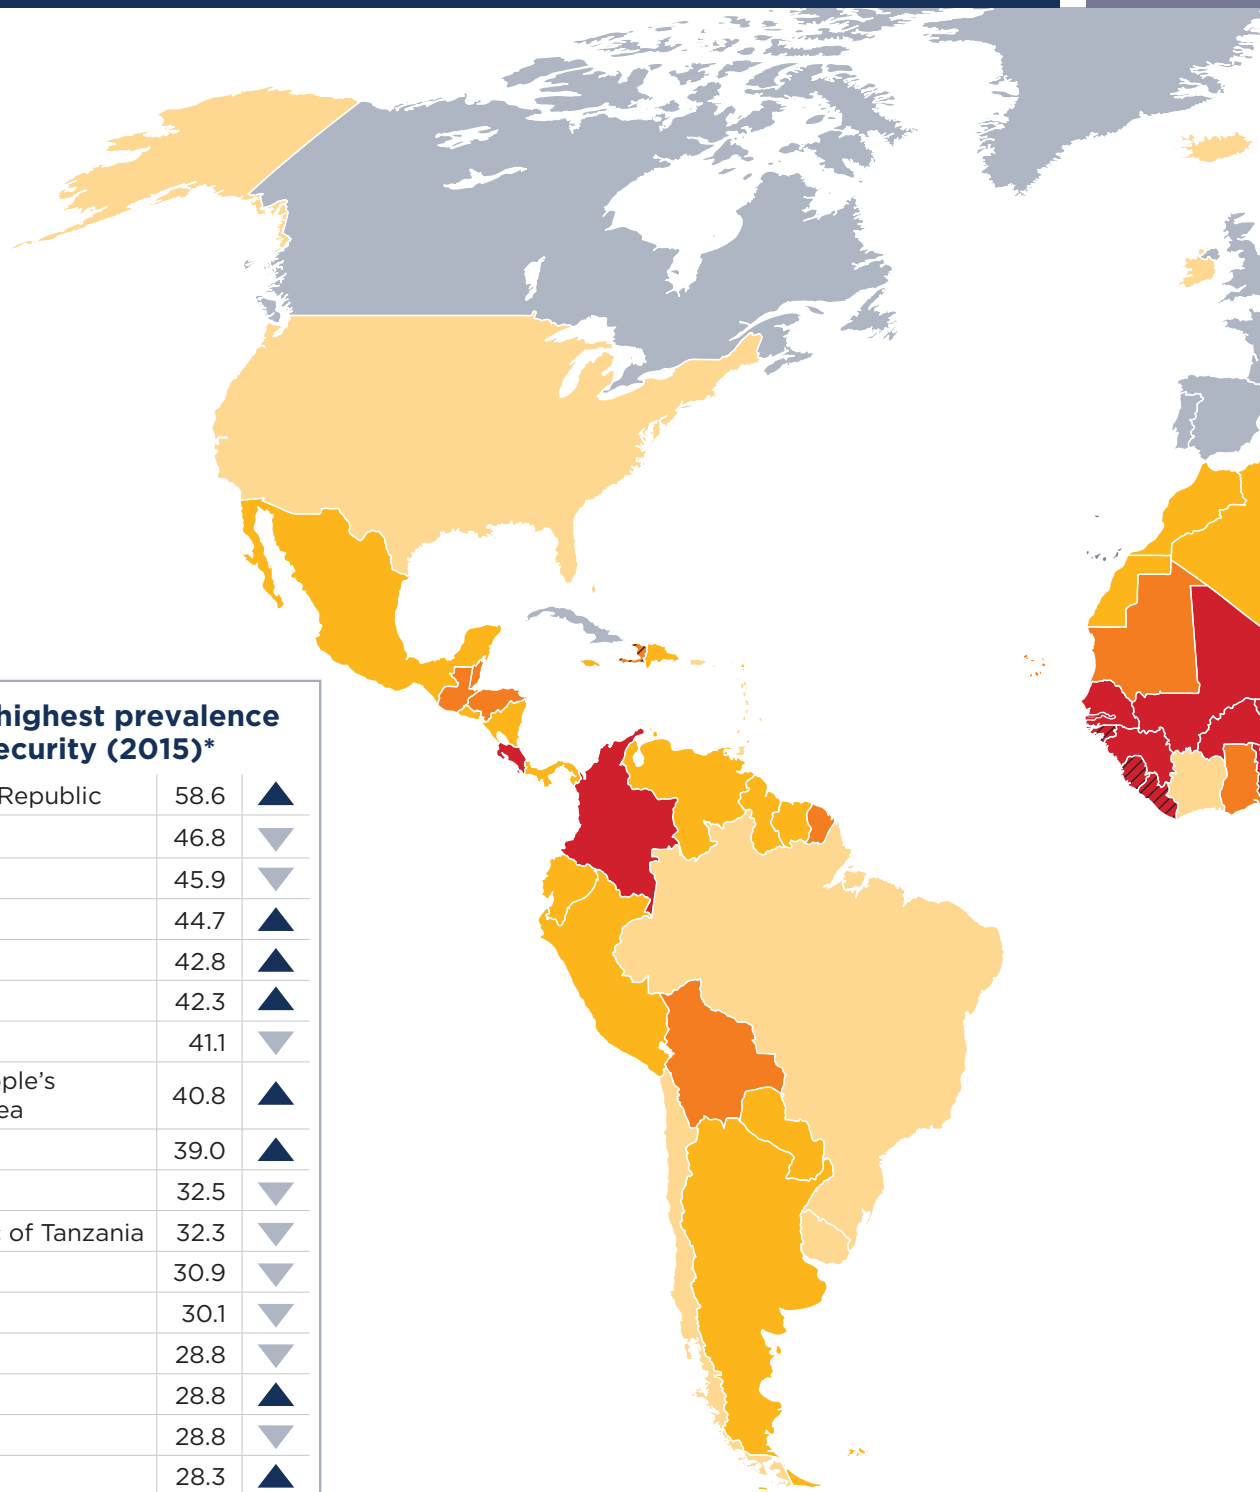 highest prevalence
ecurity (2015)*
Republic 58.6
46.8
45.9
44.7
42.8
42.3
41.1
ple's
ea 40.8
39.0
32.5
of Tanzania 32.3
30.9
30.1
28.8
28.8
28.8
28.3